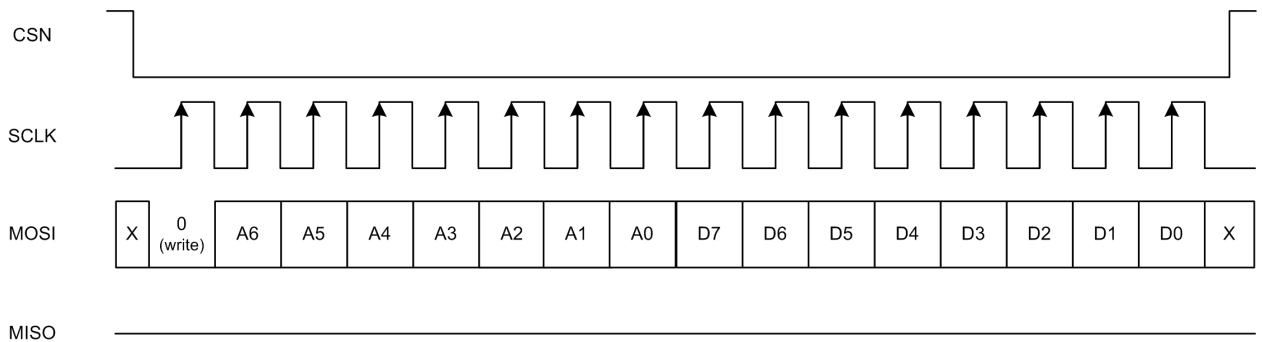 CSN
SCLK
MOSI X 0 (write) A6 A5 A4 A3 A2 A1 A0 D7 D6 D5 D4 D3 D2 D1 D0 X
MISO